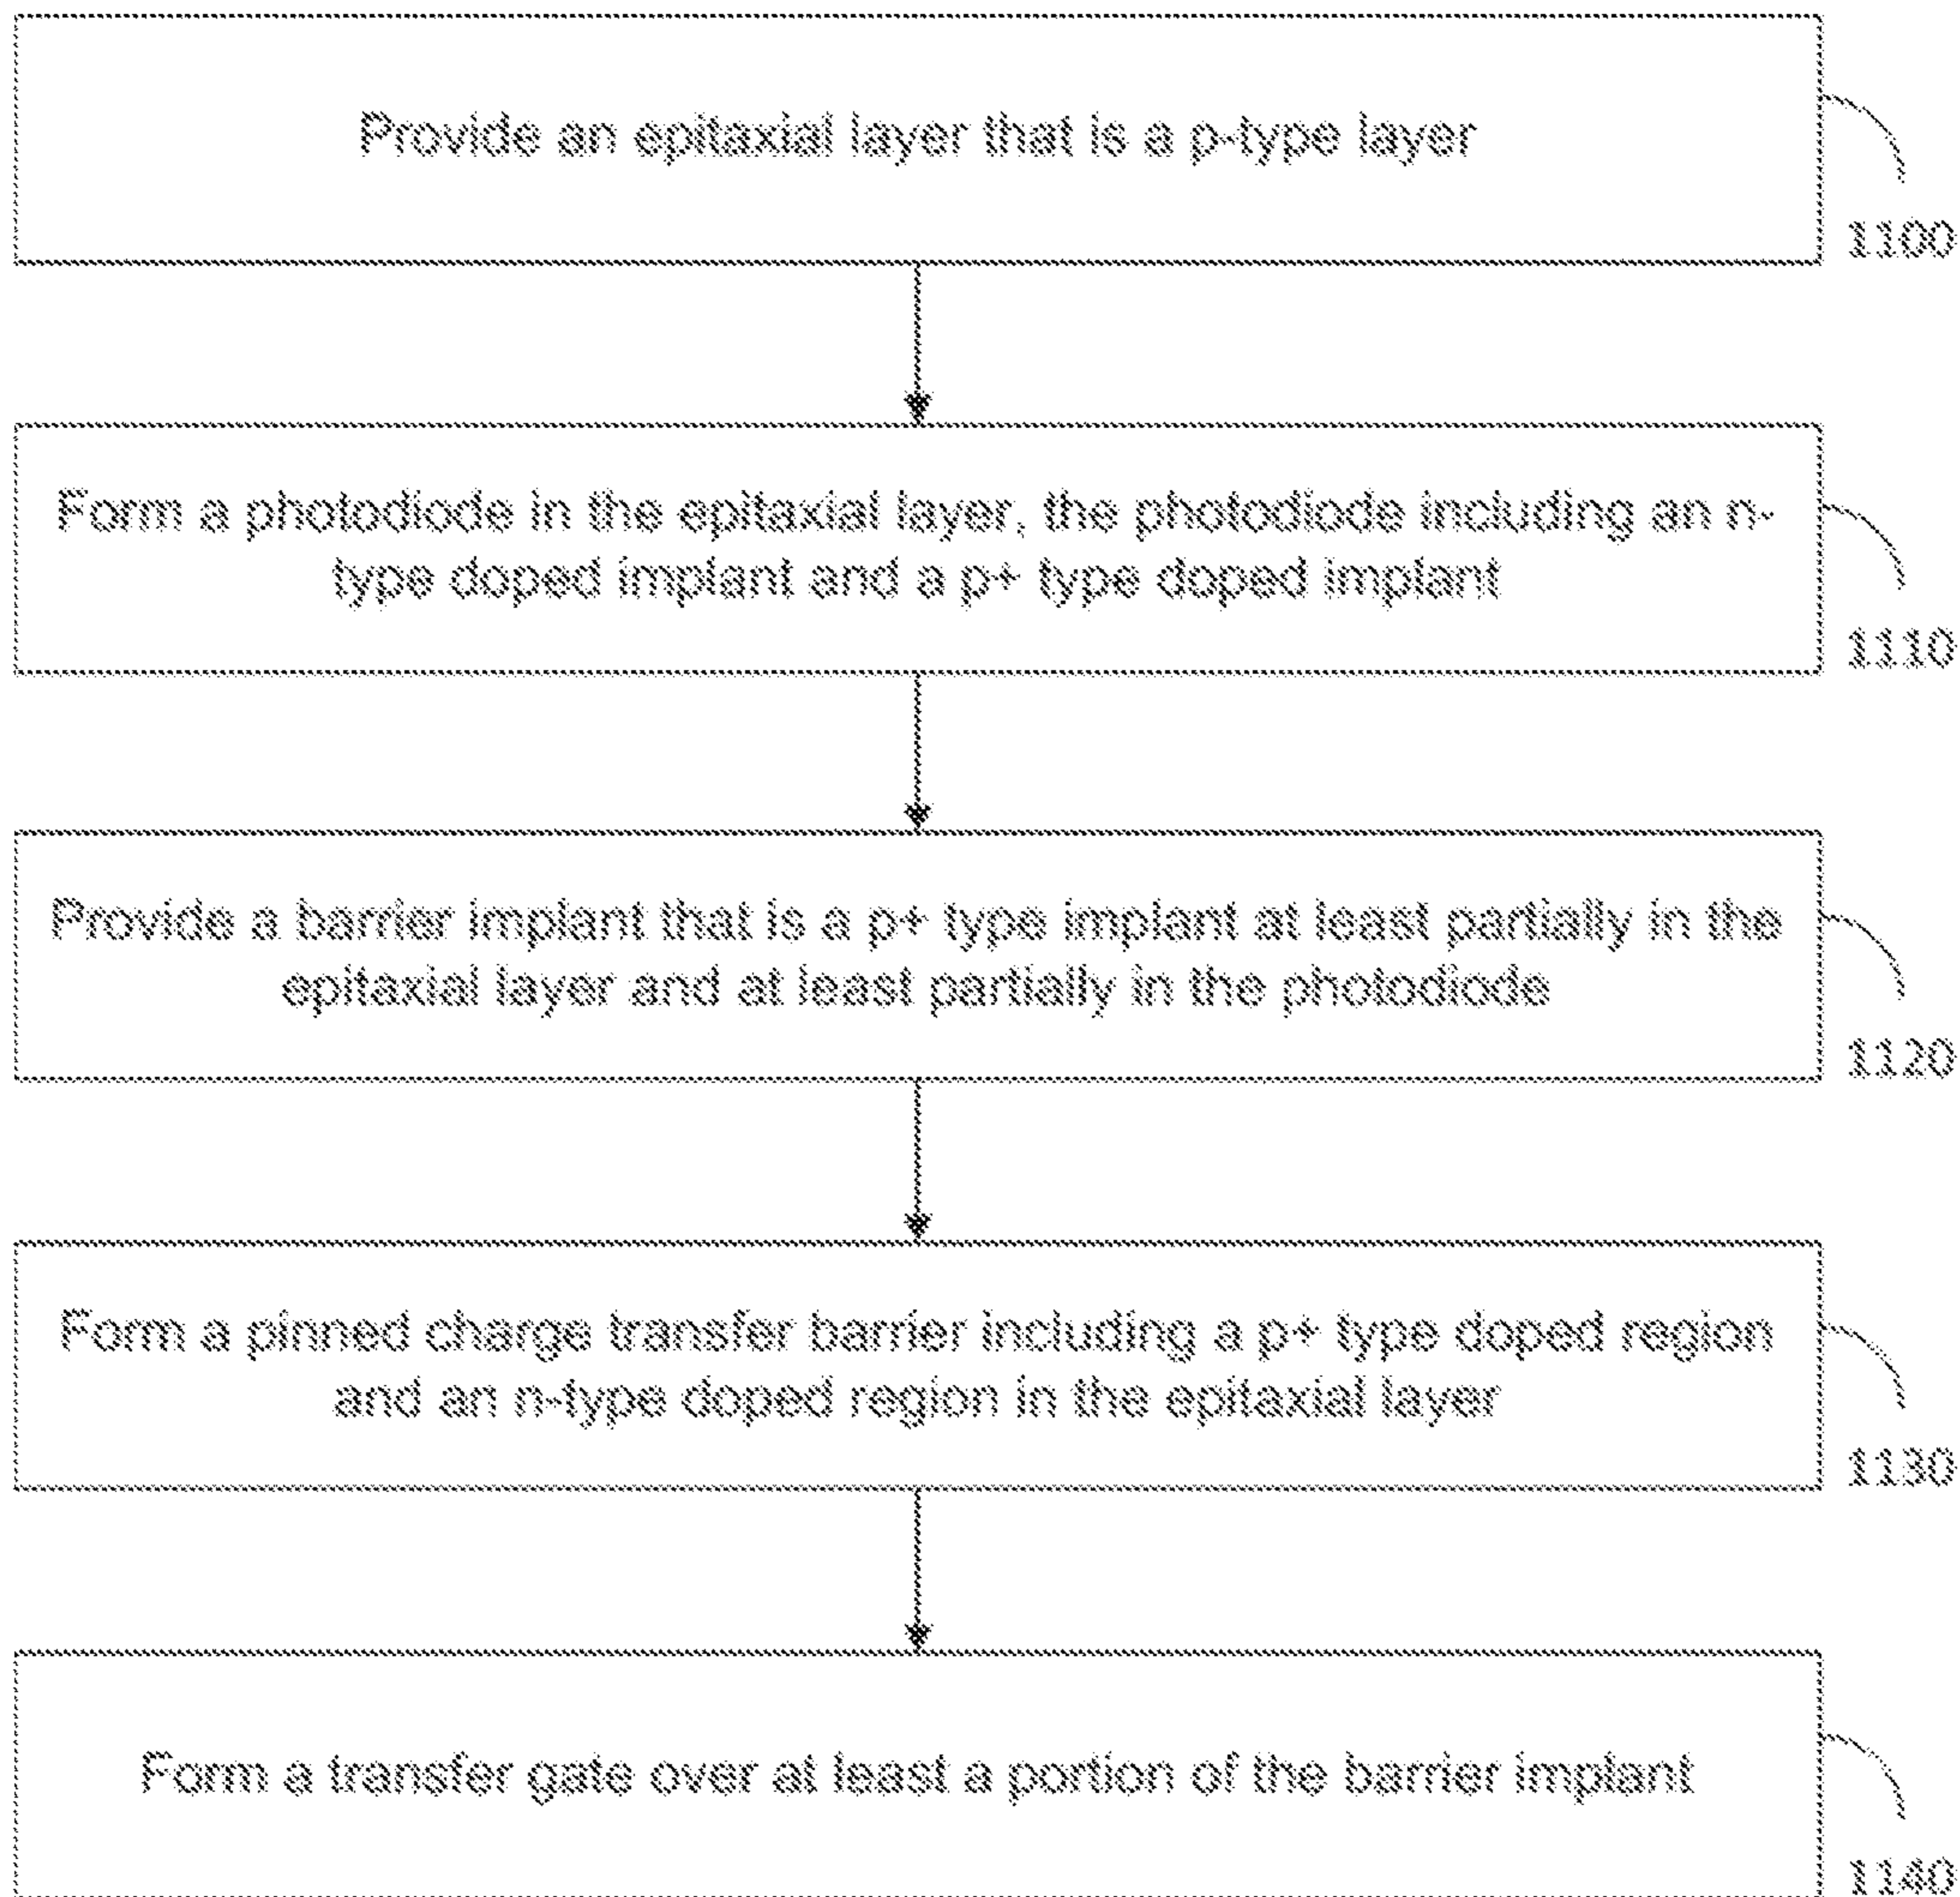 Provide an epitaxial layer that is a p-type layer
1100
Form a photodiode in the epitaxial layer, the photodiode including an n-
type doped implant and a p+ type doped implant
1110
Provide a barrier implant that is a p+ type implant at least partially in the
epitaxial layer and at least partially in the photodiode
1120
Form a pinned charge transfer barrier including a p+ type doped region
and an n-type doped region in the epitaxial layer
1130
Form a transfer gate over at least a portion of the barrier implant
1140